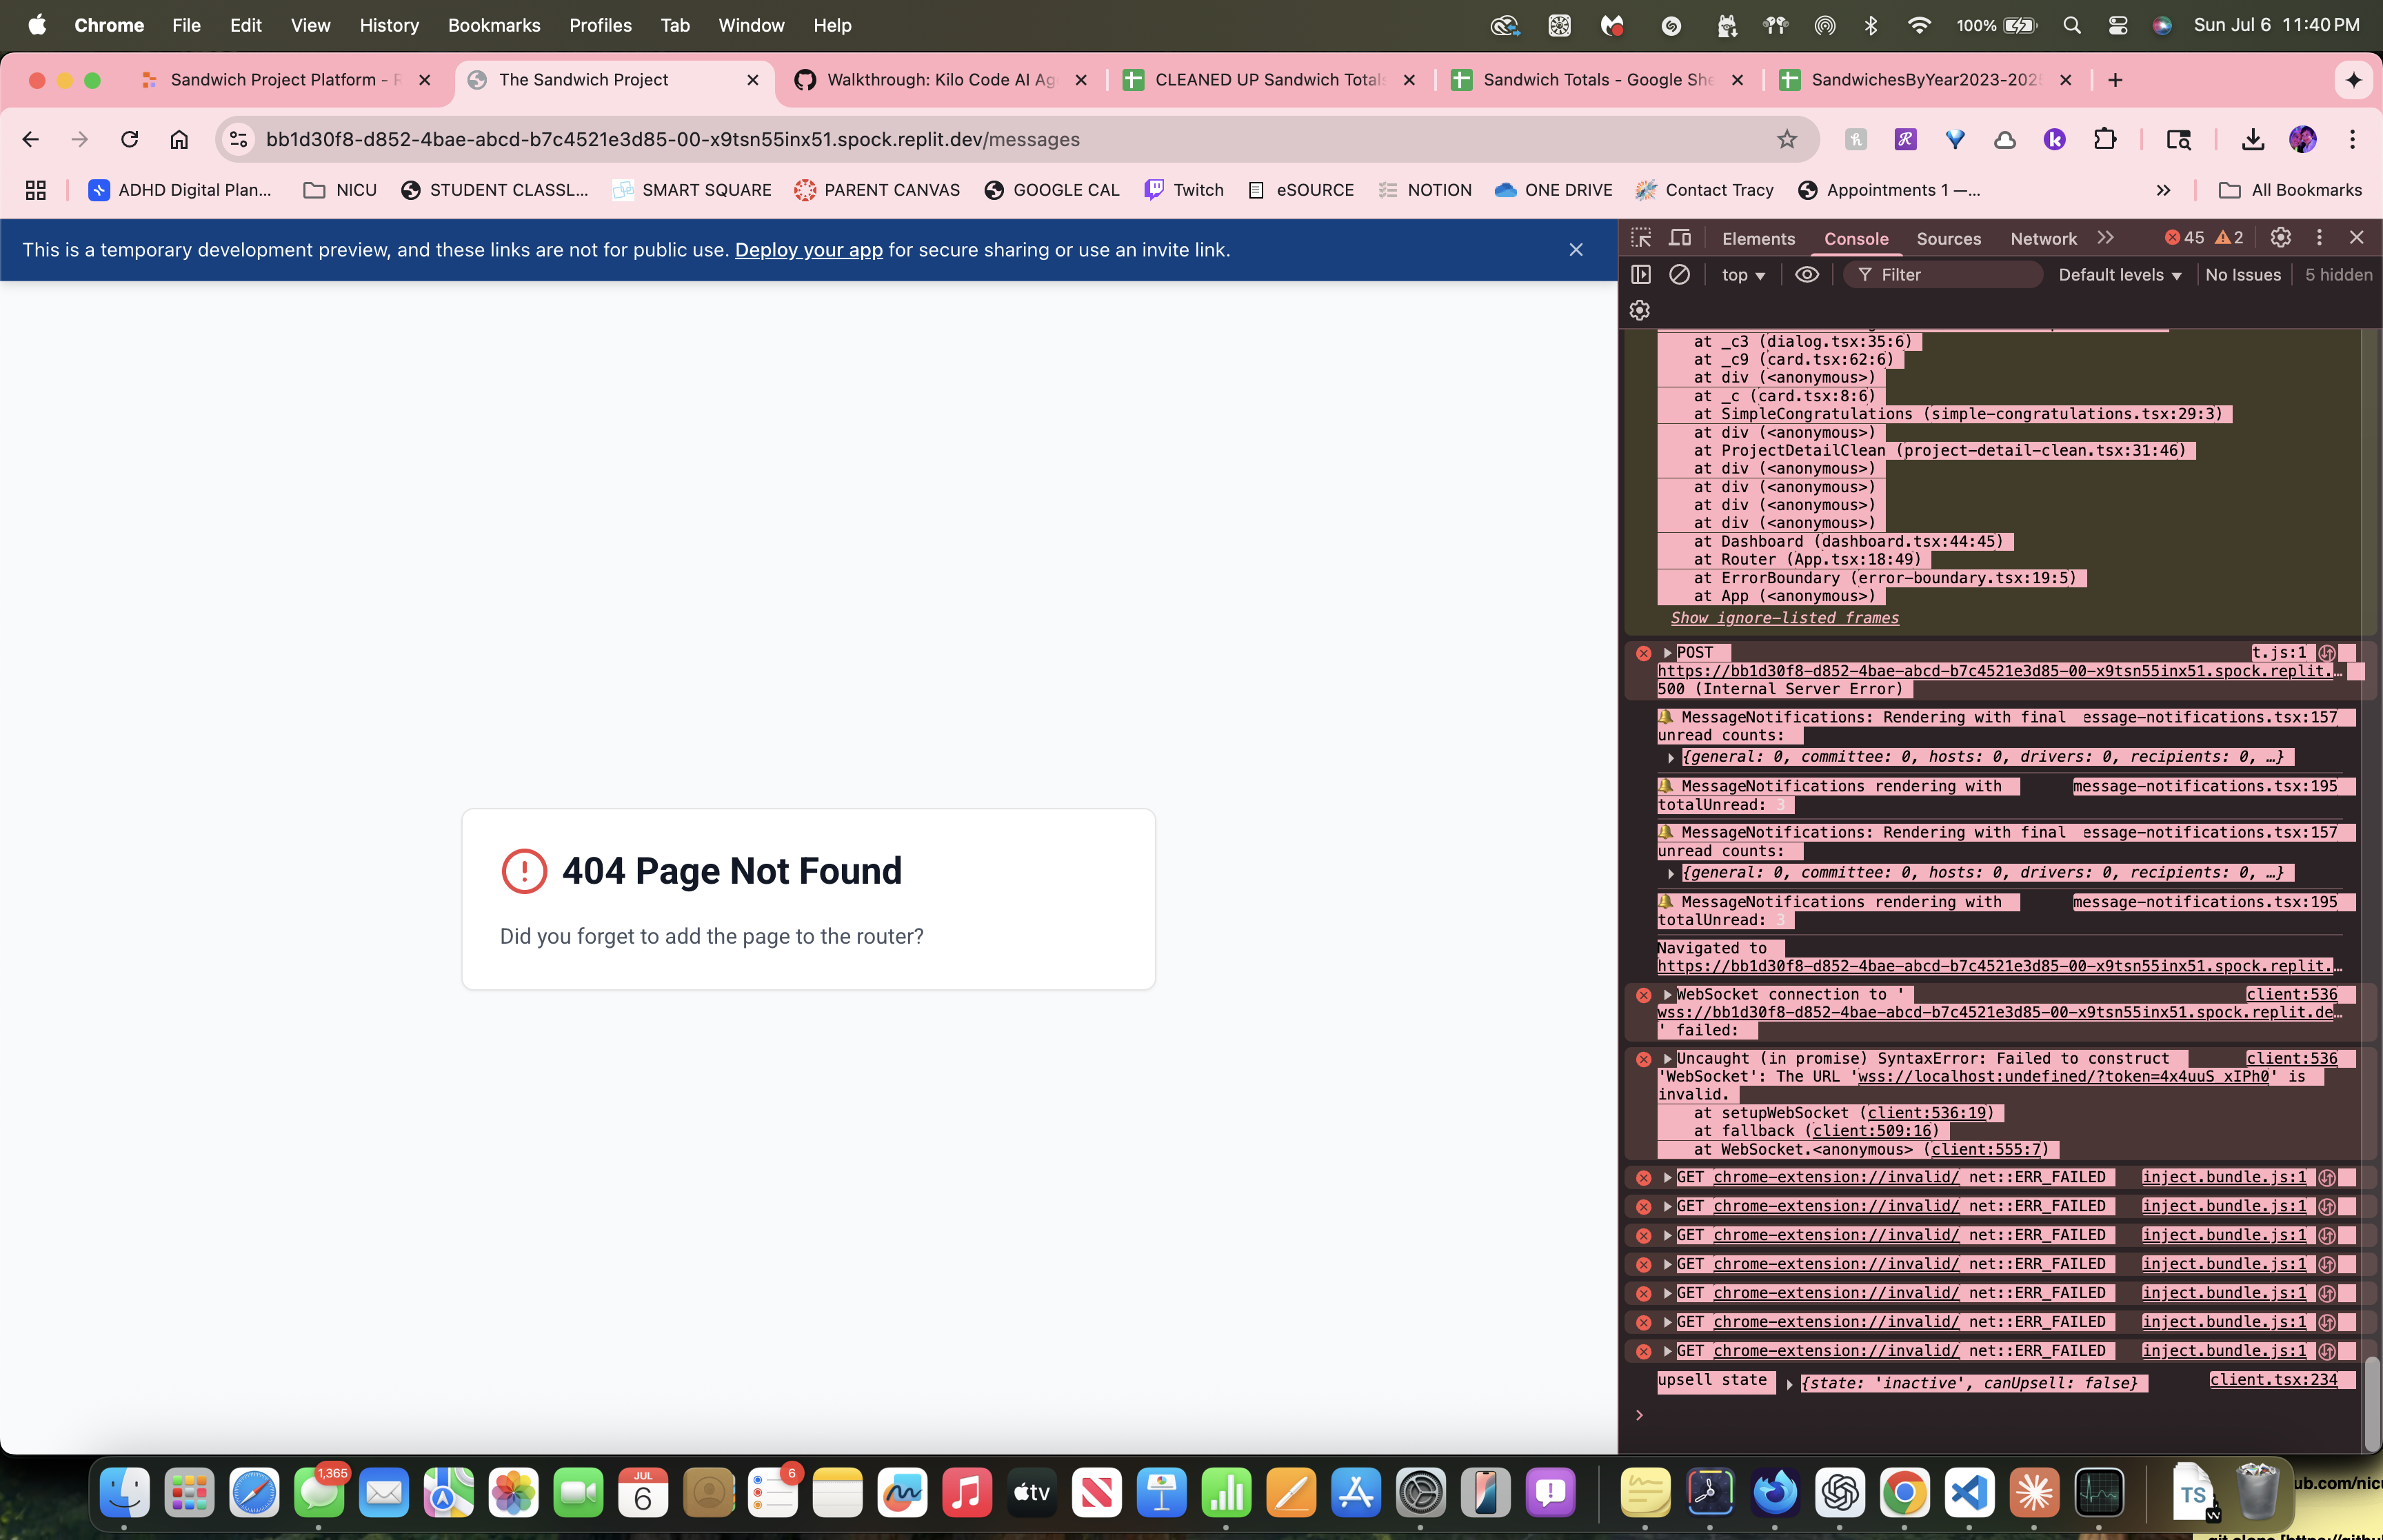 Chrome File Edit View History Bookmarks Profiles Tab Window Help 100% Sun Jul 6 11:40 PM
Sandwich Project Platform - R The Sandwich Project Walkthrough: Kilo Code AI Ag CLEANED UP Sandwich Totals Sandwich Totals - Google She SandwichesByYear2023-2025
bb1d30f8-d852-4bae-abcd-b7c4521e3d85-00-x9tsn55inx51.spock.replit.dev/messages
ADHD Digital Plan... NICU STUDENT CLASSL... SMART SQUARE PARENT CANVAS GOOGLE CAL Twitch eSOURCE NOTION ONE DRIVE Contact Tracy Appointments 1 —... » All Bookmarks
This is a temporary development preview, and these links are not for public use. Deploy your app for secure sharing or use an invite link.
404 Page Not Found
Did you forget to add the page to the router?
Elements Console Sources Network 45 2
top Filter Default levels No Issues 5 hidden
at _c3 (dialog.tsx:35:6)
at _c9 (card.tsx:62:6)
at div (<anonymous>)
at _c (card.tsx:8:6)
at SimpleCongratulations (simple-congratulations.tsx:29:3)
at div (<anonymous>)
at ProjectDetailClean (project-detail-clean.tsx:31:46)
at div (<anonymous>)
at div (<anonymous>)
at div (<anonymous>)
at div (<anonymous>)
at Dashboard (dashboard.tsx:44:45)
at Router (App.tsx:18:49)
at ErrorBoundary (error-boundary.tsx:19:5)
at App (<anonymous>)
Show ignore-listed frames
POST t.js:1
https://bb1d30f8-d852-4bae-abcd-b7c4521e3d85-00-x9tsn55inx51.spock.replit.…
500 (Internal Server Error)
MessageNotifications: Rendering with final essage-notifications.tsx:157
unread counts:
{general: 0, committee: 0, hosts: 0, drivers: 0, recipients: 0, …}
MessageNotifications rendering with message-notifications.tsx:195
totalUnread: 3
MessageNotifications: Rendering with final essage-notifications.tsx:157
unread counts:
{general: 0, committee: 0, hosts: 0, drivers: 0, recipients: 0, …}
MessageNotifications rendering with message-notifications.tsx:195
totalUnread: 3
Navigated to
https://bb1d30f8-d852-4bae-abcd-b7c4521e3d85-00-x9tsn55inx51.spock.replit.…
WebSocket connection to ' client:536
wss://bb1d30f8-d852-4bae-abcd-b7c4521e3d85-00-x9tsn55inx51.spock.replit.de…
' failed:
Uncaught (in promise) SyntaxError: Failed to construct client:536
'WebSocket': The URL 'wss://localhost:undefined/?token=4x4uuS_xIPh0' is
invalid.
at setupWebSocket (client:536:19)
at fallback (client:509:16)
at WebSocket.<anonymous> (client:555:7)
GET chrome-extension://invalid/ net::ERR_FAILED inject.bundle.js:1
GET chrome-extension://invalid/ net::ERR_FAILED inject.bundle.js:1
GET chrome-extension://invalid/ net::ERR_FAILED inject.bundle.js:1
GET chrome-extension://invalid/ net::ERR_FAILED inject.bundle.js:1
GET chrome-extension://invalid/ net::ERR_FAILED inject.bundle.js:1
GET chrome-extension://invalid/ net::ERR_FAILED inject.bundle.js:1
GET chrome-extension://invalid/ net::ERR_FAILED inject.bundle.js:1
upsell state {state: 'inactive', canUpsell: false} client.tsx:234
1,365 JUL 6 6 tv TS
ub.com/nic